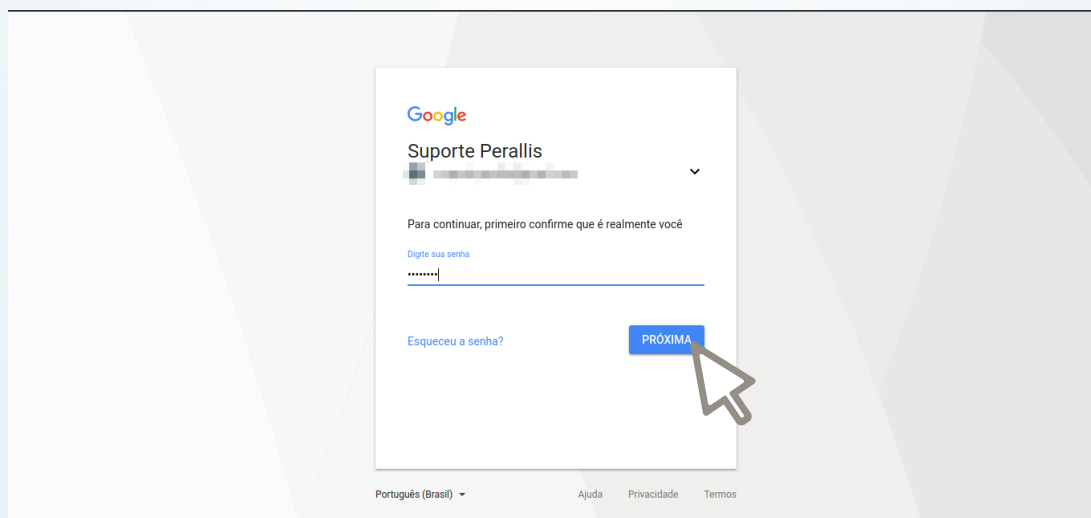 Google
Suporte Perallis
Para continuar, primeiro confirme que é realmente você
Digite sua senha
••••••••
Esqueceu a senha?
PRÓXIMA
Português (Brasil)
Ajuda Privacidade Termos